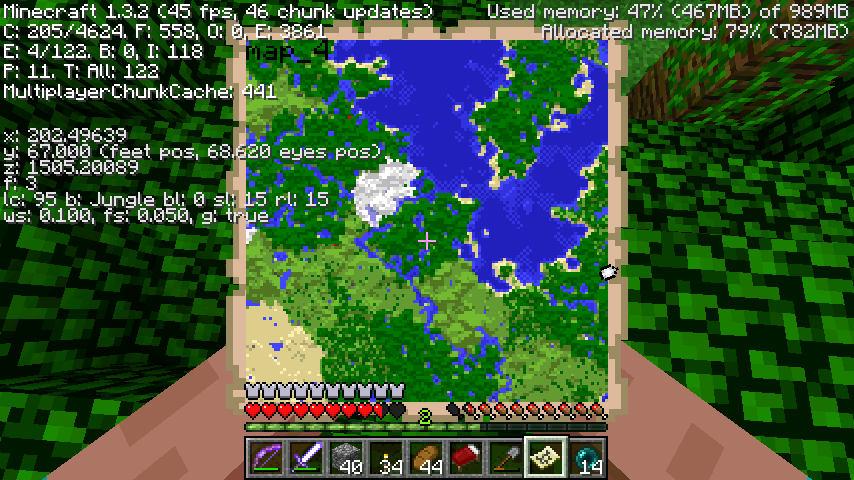 Minecraft 1.3.2 (45 fps, 46 chunk updates)
C: 205/4624. F: 558, O: 0, E: 3861
E: 4/122. B: 0, I: 118
P: 11. T: All: 122
MultiplayerChunkCache: 441
Used memory: 47% (467MB) of 989MB
Allocated memory: 79% (782MB)
map_4
x: 202.49639
y: 67.000 (feet pos, 68.620 eyes pos)
z: 1505.20089
f: 3
lc: 95 b: Jungle bl: 0 sl: 15 rl: 15
ws: 0.100, fs: 0.050, g: true
8
40
34
44
14